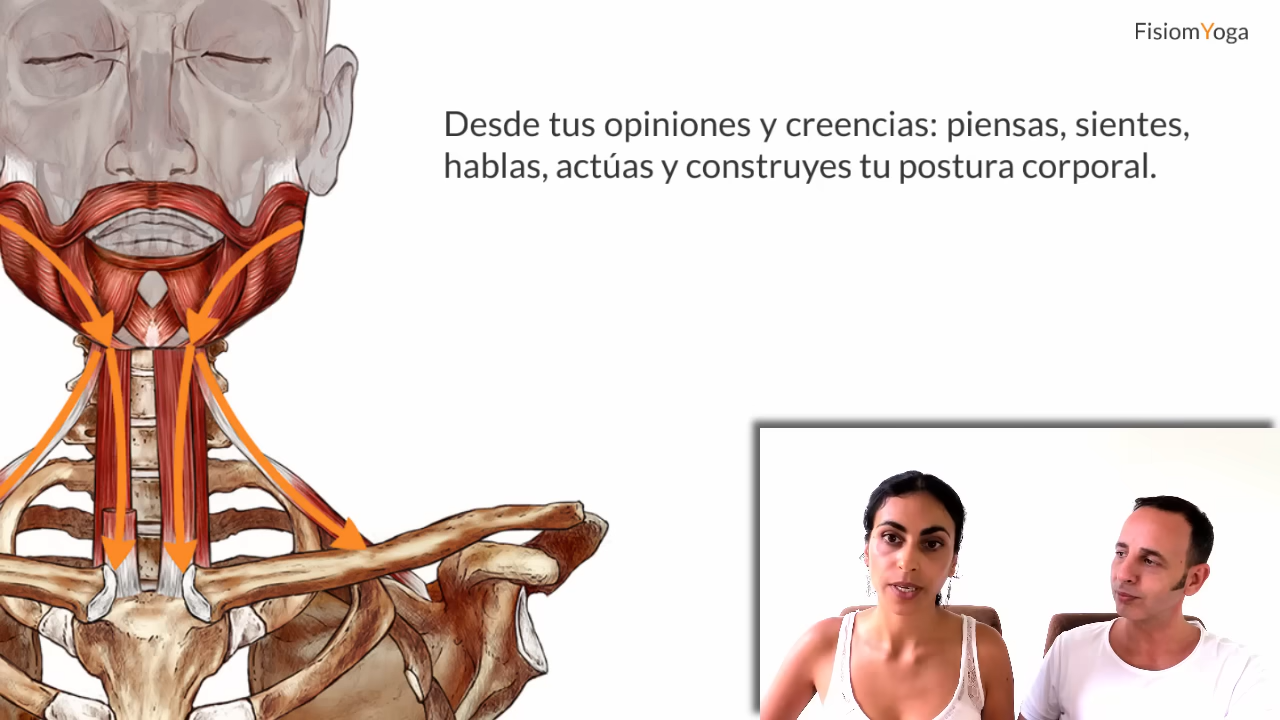 FisiomYoga
Desde tus opiniones y creencias: piensas, sientes,
hablas, actúas y construyes tu postura corporal.